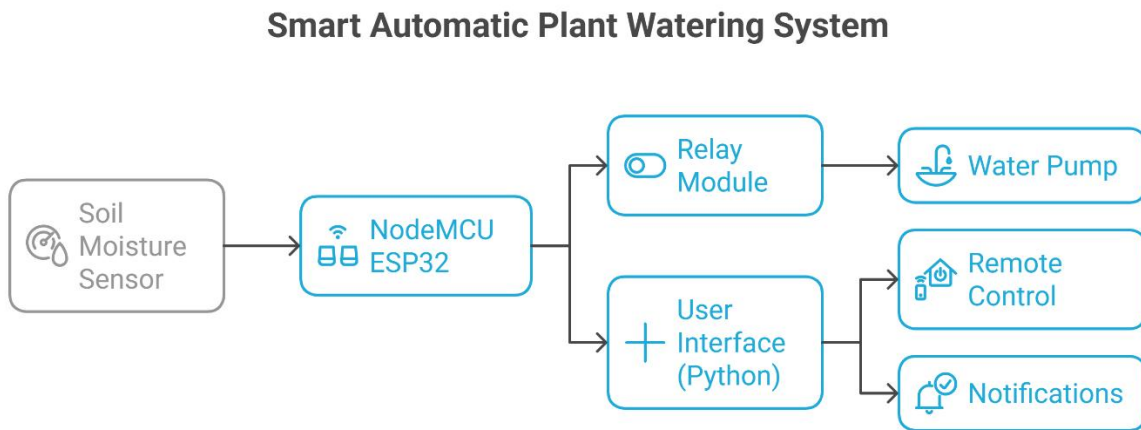 Smart Automatic Plant Watering System
Soil
Moisture
Sensor
NodeMCU
ESP32
Relay
Module
Water Pump
User
Interface
(Python)
Remote
Control
Notifications